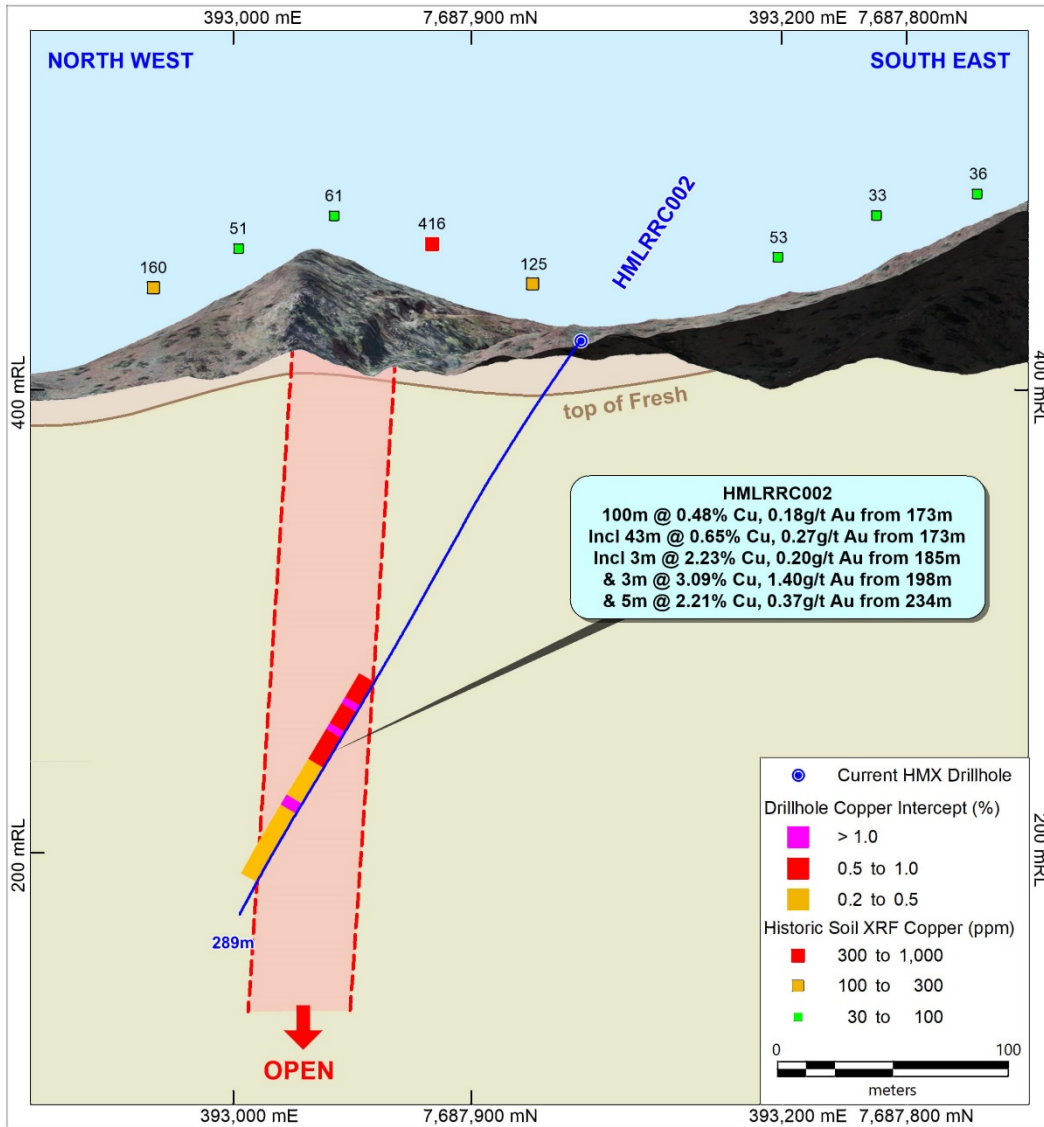 393,000 mE
7,687,900 mN
393,200 mE
7,687,800mN
NORTH WEST
SOUTH EAST
160
51
61
416
125
HMLRRC002
53
33
36
400 mRL
400 mRL
top of Fresh
HMLRRC002
100m @ 0.48% Cu, 0.18g/t Au from 173m
Incl 43m @ 0.65% Cu, 0.27g/t Au from 173m
Incl 3m @ 2.23% Cu, 0.20g/t Au from 185m
& 3m @ 3.09% Cu, 1.40g/t Au from 198m
& 5m @ 2.21% Cu, 0.37g/t Au from 234m
200 mRL
200 mRL
289m
OPEN
Current HMX Drillhole
Drillhole Copper Intercept (%)
> 1.0
0.5 to 1.0
0.2 to 0.5
Historic Soil XRF Copper (ppm)
300 to 1,000
100 to 300
30 to 100
0 100
meters
393,000 mE
7,687,900 mN
393,200 mE
7,687,800 mN